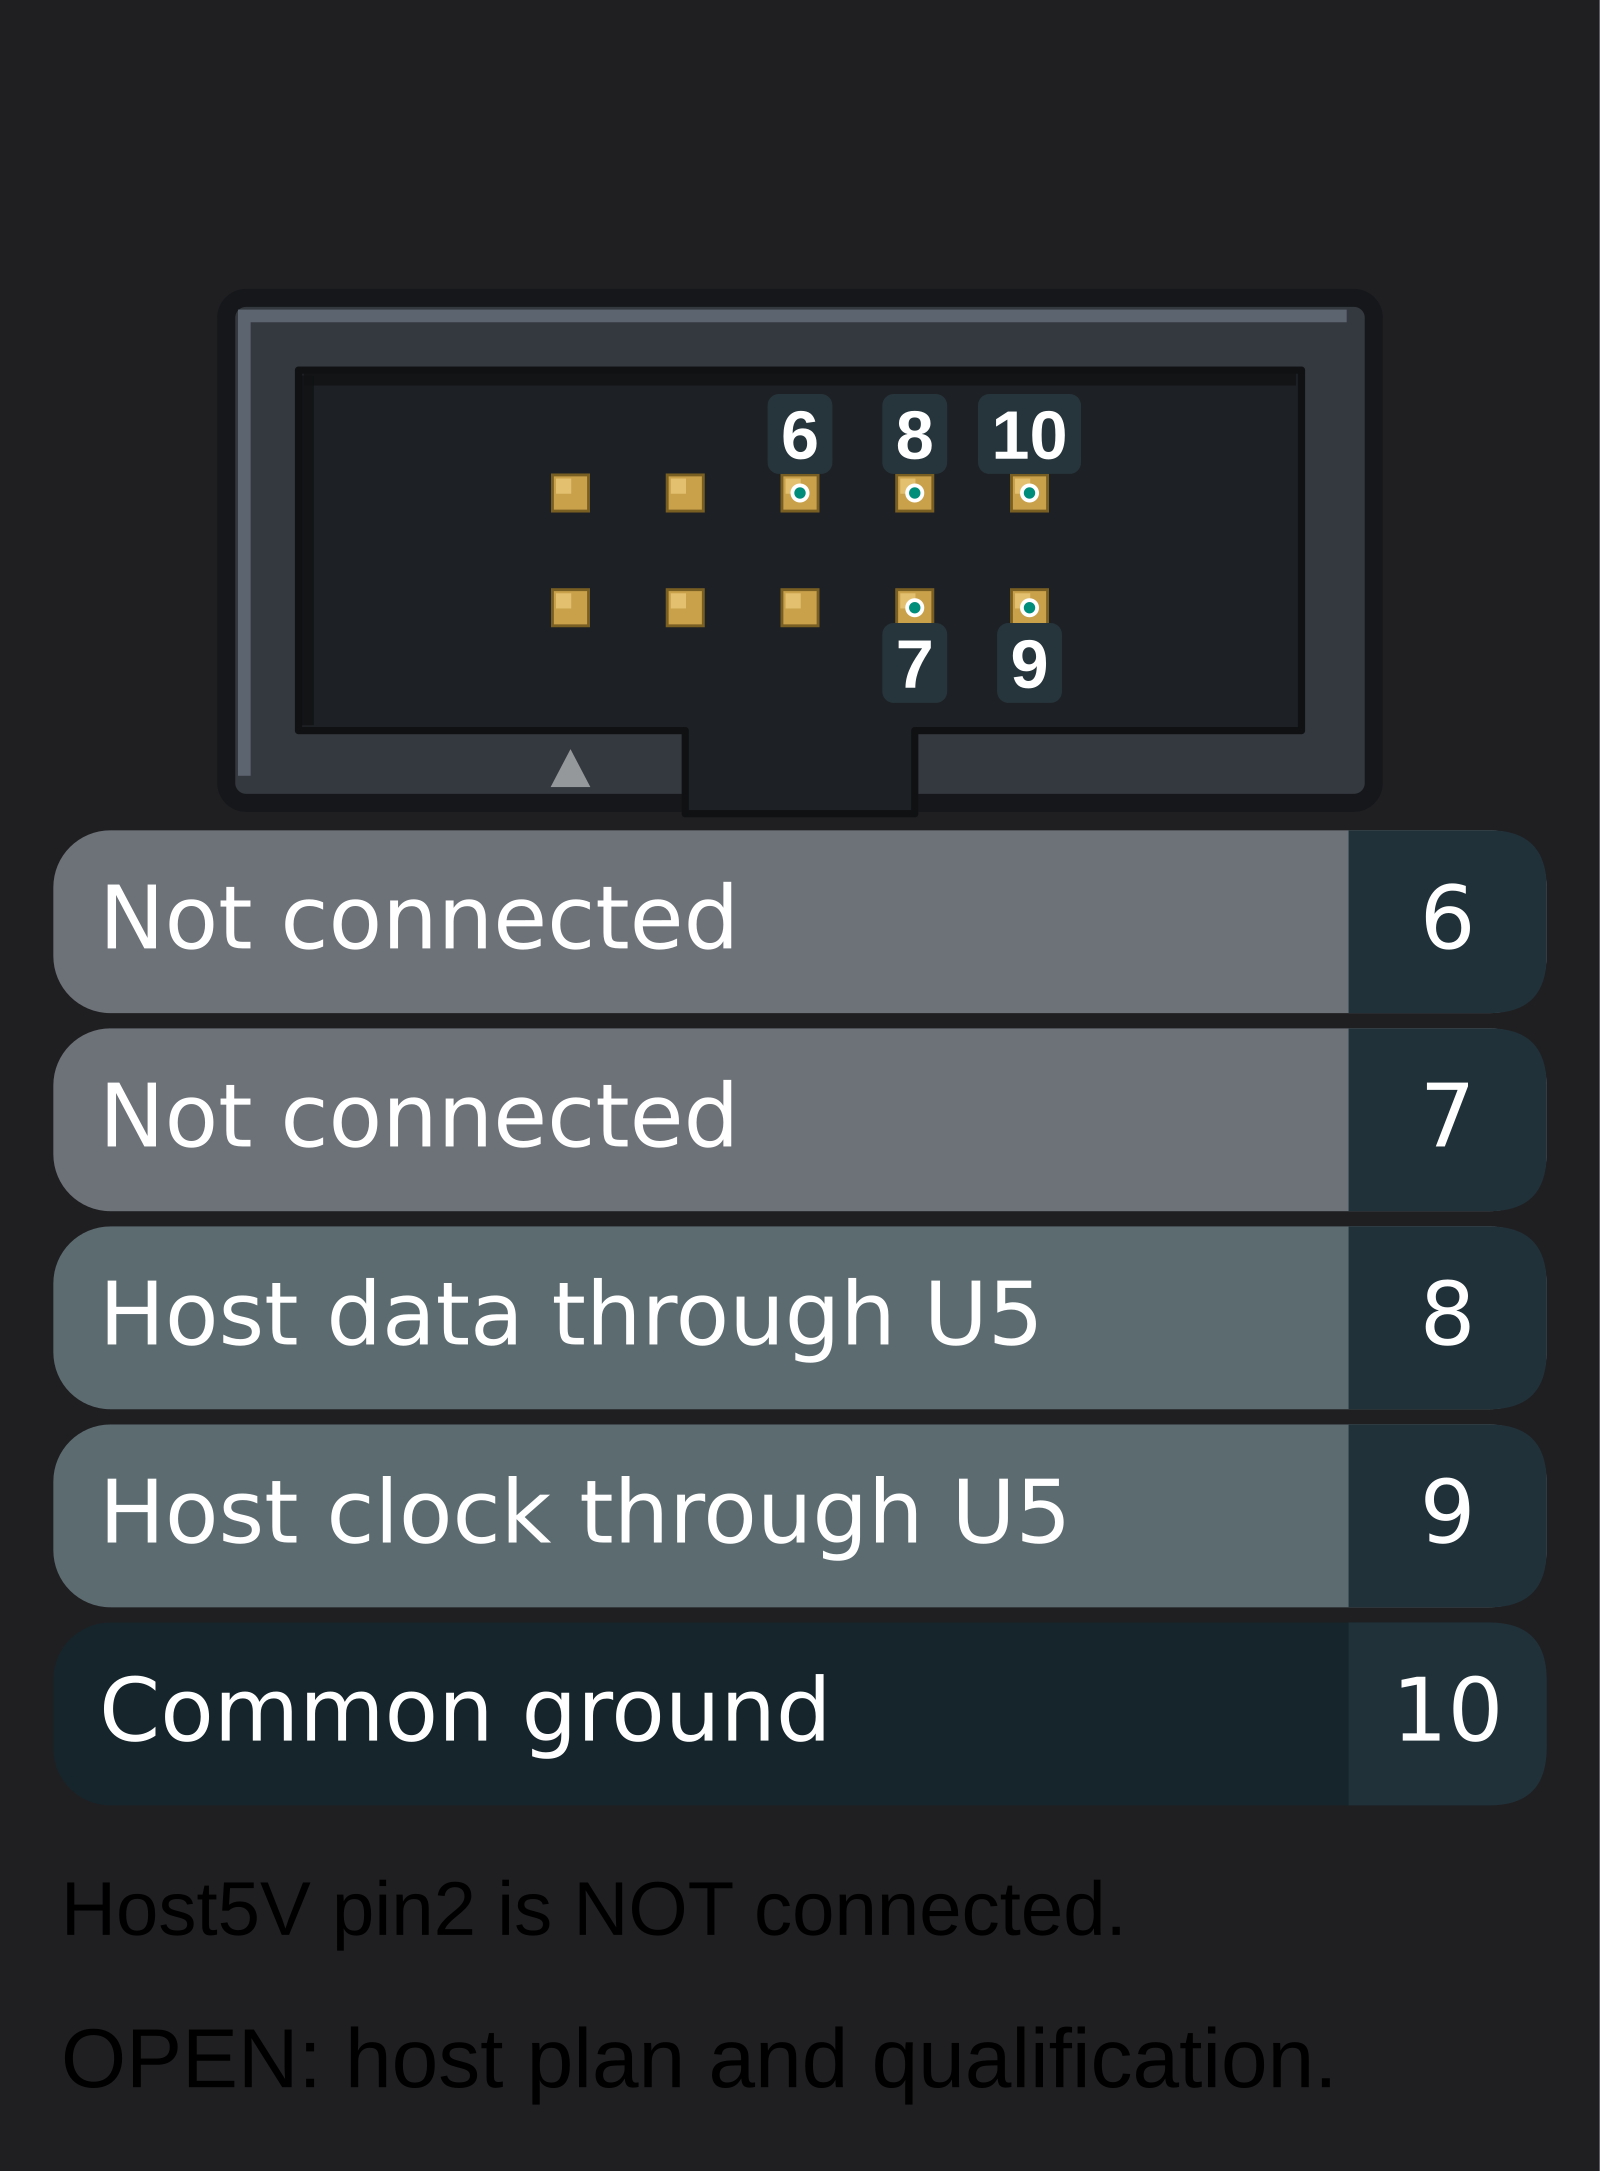 6 8 10
7 9
Not connected 6
Not connected 7
Host data through U5 8
Host clock through U5 9
Common ground 10
Host5V pin2 is NOT connected.
OPEN: host plan and qualification.